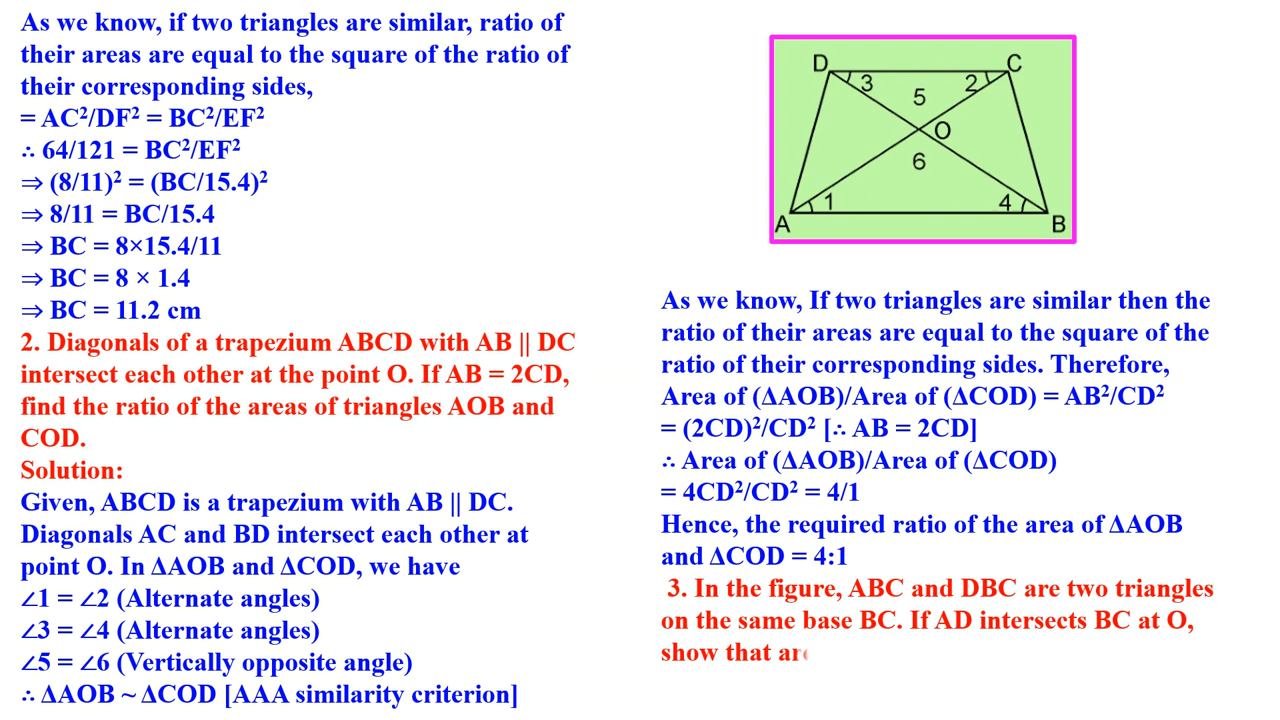 As we know, if two triangles are similar, ratio of
their areas are equal to the square of the ratio of
their corresponding sides,
= AC²/DF² = BC²/EF²
∴ 64/121 = BC²/EF²
⇒ (8/11)² = (BC/15.4)²
⇒ 8/11 = BC/15.4
⇒ BC = 8×15.4/11
⇒ BC = 8 × 1.4
⇒ BC = 11.2 cm
2. Diagonals of a trapezium ABCD with AB || DC
intersect each other at the point O. If AB = 2CD,
find the ratio of the areas of triangles AOB and
COD.
Solution:
Given, ABCD is a trapezium with AB || DC.
Diagonals AC and BD intersect each other at
point O. In ΔAOB and ΔCOD, we have
∠1 = ∠2 (Alternate angles)
∠3 = ∠4 (Alternate angles)
∠5 = ∠6 (Vertically opposite angle)
∴ ΔAOB ~ ΔCOD [AAA similarity criterion]
D C
3 5 2
O
6
1 4
A B
As we know, If two triangles are similar then the
ratio of their areas are equal to the square of the
ratio of their corresponding sides. Therefore,
Area of (ΔAOB)/Area of (ΔCOD) = AB²/CD²
= (2CD)²/CD² [∴ AB = 2CD]
∴ Area of (ΔAOB)/Area of (ΔCOD)
= 4CD²/CD² = 4/1
Hence, the required ratio of the area of ΔAOB
and ΔCOD = 4:1
3. In the figure, ABC and DBC are two triangles
on the same base BC. If AD intersects BC at O,
show that